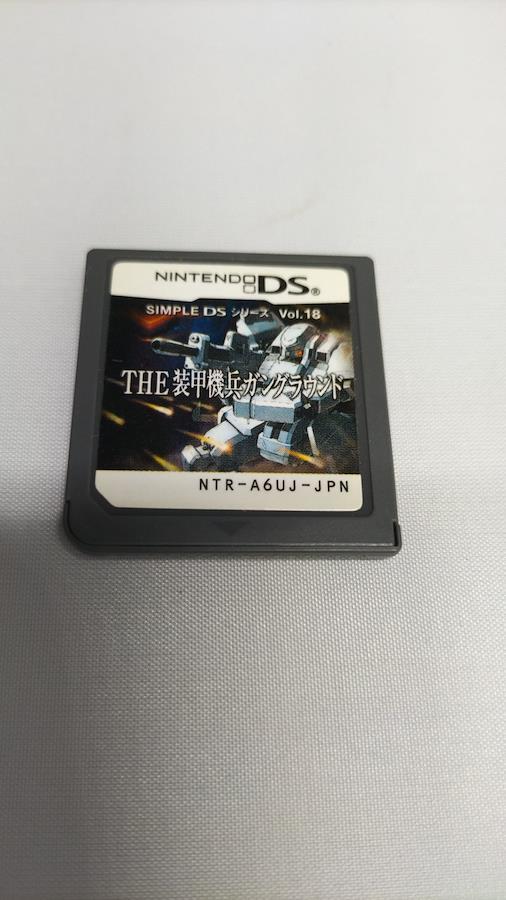 NINTENDO DS®
SIMPLE DS シリーズ Vol.18
THE 装甲機兵ガングラウンド
NTR-A6UJ-JPN